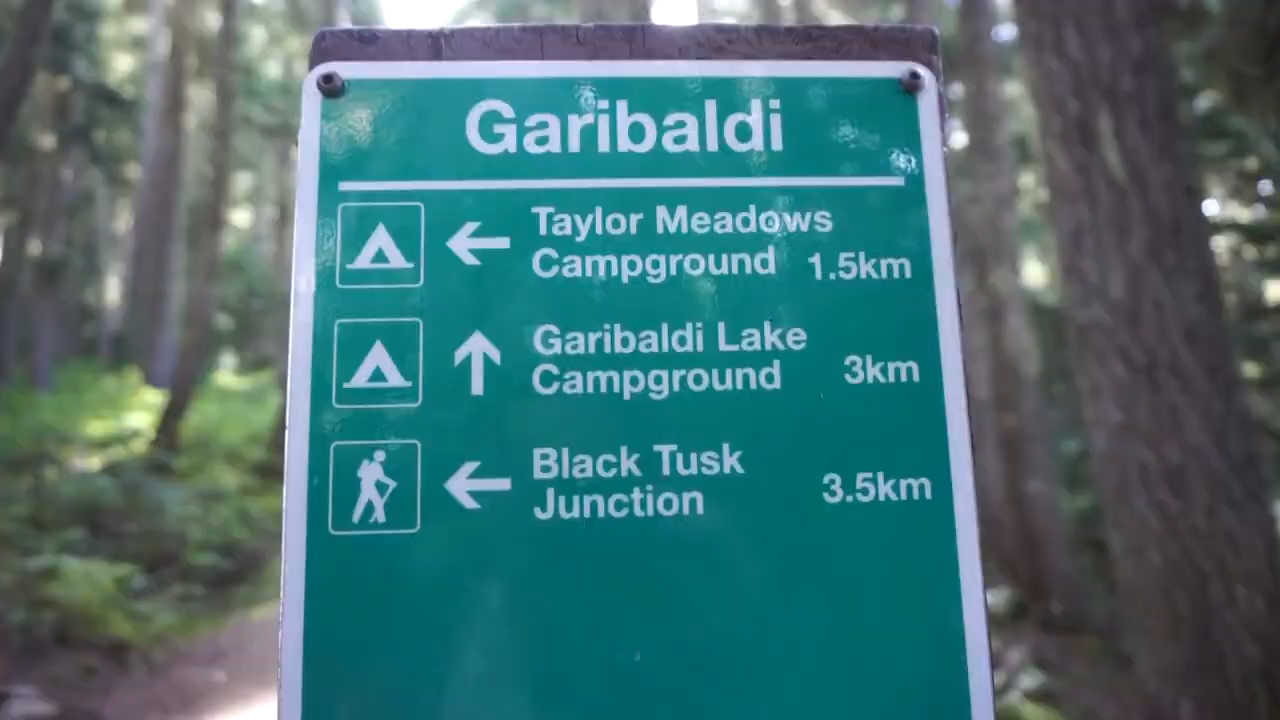 Garibaldi
Taylor Meadows
Campground 1.5km
Garibaldi Lake
Campground 3km
Black Tusk
Junction 3.5km